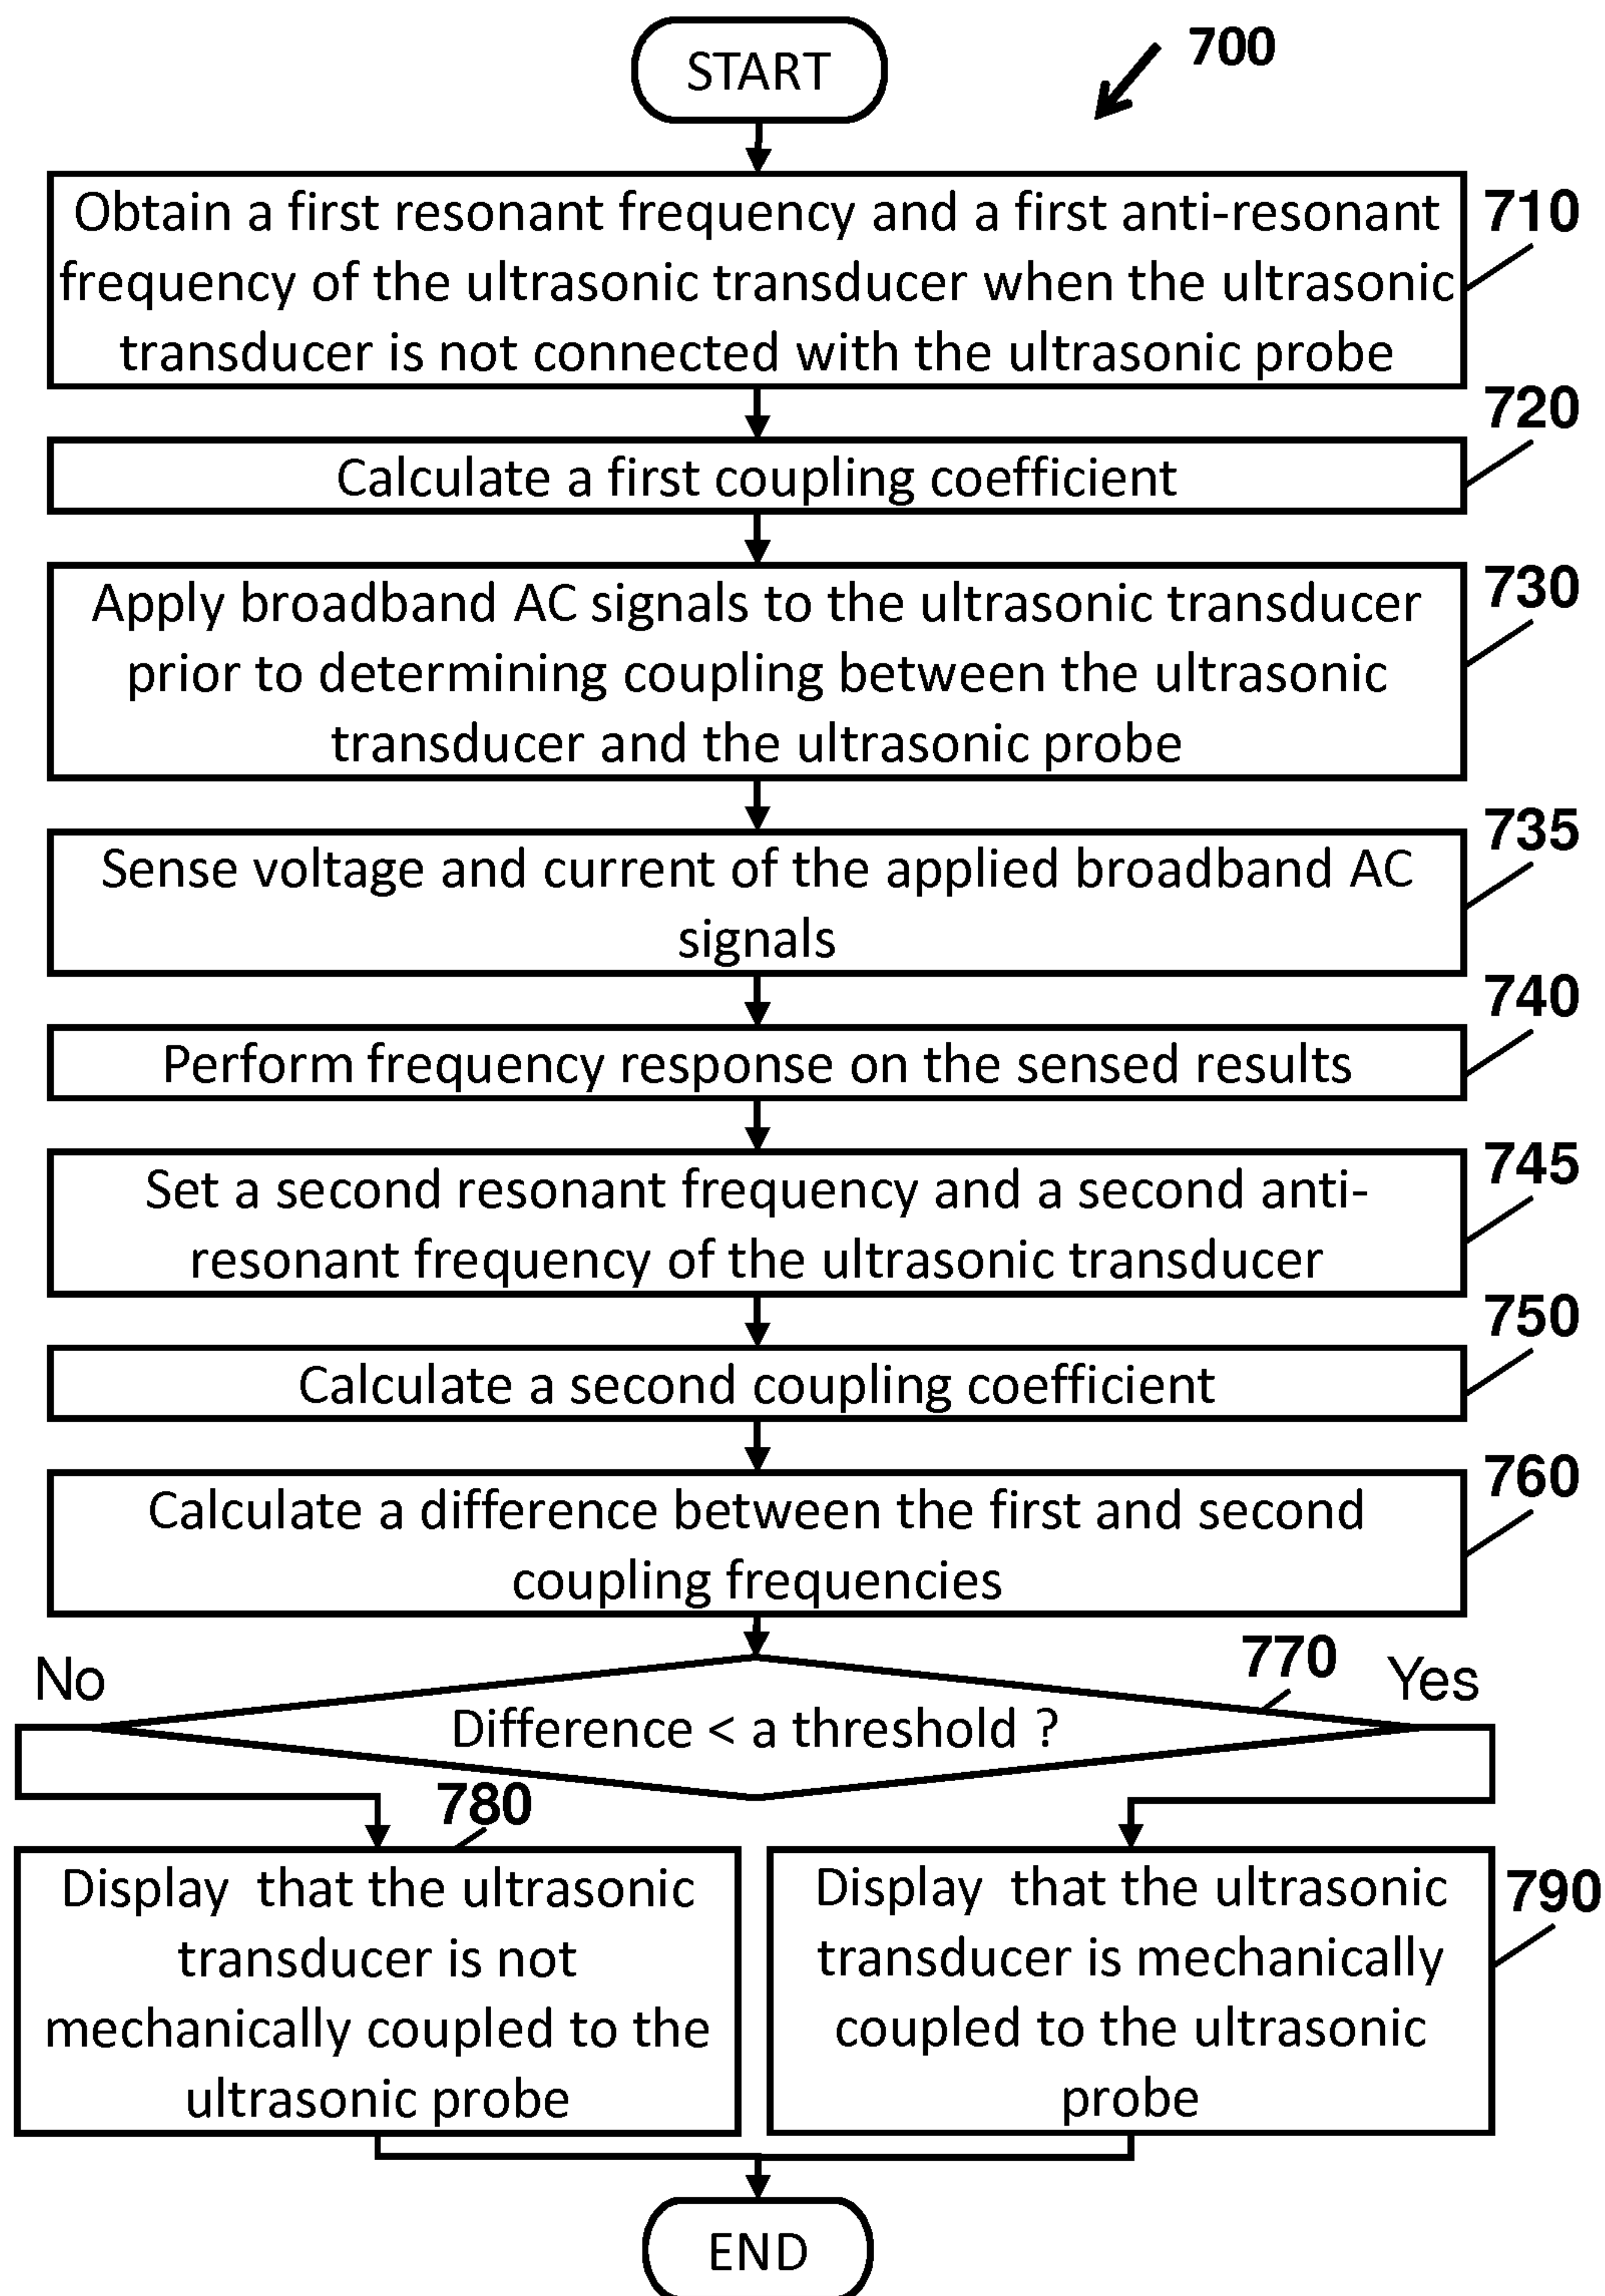 START
700
Obtain a first resonant frequency and a first anti-resonant
frequency of the ultrasonic transducer when the ultrasonic
transducer is not connected with the ultrasonic probe
710
Calculate a first coupling coefficient
720
Apply broadband AC signals to the ultrasonic transducer
prior to determining coupling between the ultrasonic
transducer and the ultrasonic probe
730
Sense voltage and current of the applied broadband AC
signals
735
Perform frequency response on the sensed results
740
Set a second resonant frequency and a second anti-
resonant frequency of the ultrasonic transducer
745
Calculate a second coupling coefficient
750
Calculate a difference between the first and second
coupling frequencies
760
No
Difference < a threshold ?
770
Yes
780
Display that the ultrasonic
transducer is not
mechanically coupled to the
ultrasonic probe
Display that the ultrasonic
transducer is mechanically
coupled to the ultrasonic
probe
790
END